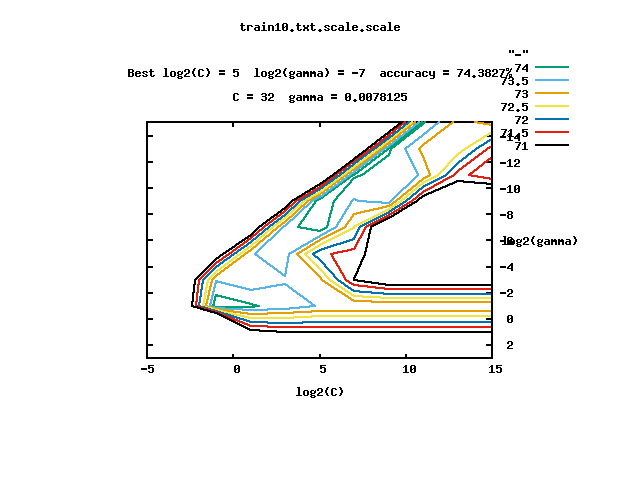 train10.txt.scale.scale
"-"
Best log2(C) = 5  log2(gamma) = -7  accuracy = 74.3827%
C = 32  gamma = 0.0078125
74
73.5
73
72.5
72
71.5
71
-14
-12
-10
-8
-6
-4
-2
0
2
log2(gamma)
-5 0 5 10 15
log2(C)